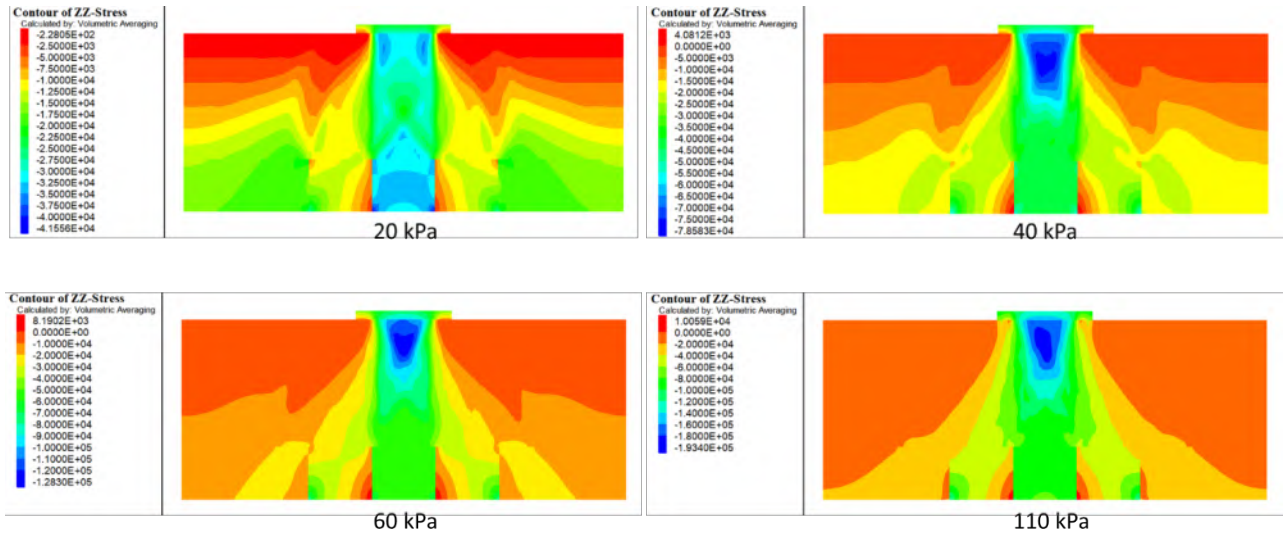 Contour of ZZ-Stress
Calculated by: Volumetric Averaging
-2.2805E+02
-2.5000E+03
-5.0000E+03
-7.5000E+03
-1.0000E+04
-1.2500E+04
-1.5000E+04
-1.7500E+04
-2.0000E+04
-2.2500E+04
-2.5000E+04
-2.7500E+04
-3.0000E+04
-3.2500E+04
-3.5000E+04
-3.7500E+04
-4.0000E+04
-4.1556E+04
20 kPa
Contour of ZZ-Stress
Calculated by: Volumetric Averaging
4.0812E+03
0.0000E+00
-5.0000E+03
-1.0000E+04
-1.5000E+04
-2.0000E+04
-2.5000E+04
-3.0000E+04
-3.5000E+04
-4.0000E+04
-4.5000E+04
-5.0000E+04
-5.5000E+04
-6.0000E+04
-6.5000E+04
-7.0000E+04
-7.5000E+04
-7.8583E+04
40 kPa
Contour of ZZ-Stress
Calculated by: Volumetric Averaging
8.1902E+03
0.0000E+00
-1.0000E+04
-2.0000E+04
-3.0000E+04
-4.0000E+04
-5.0000E+04
-6.0000E+04
-7.0000E+04
-8.0000E+04
-9.0000E+04
-1.0000E+05
-1.1000E+05
-1.2000E+05
-1.2830E+05
60 kPa
Contour of ZZ-Stress
Calculated by: Volumetric Averaging
1.0059E+04
0.0000E+00
-2.0000E+04
-4.0000E+04
-6.0000E+04
-8.0000E+04
-1.0000E+05
-1.2000E+05
-1.4000E+05
-1.6000E+05
-1.8000E+05
-1.9340E+05
110 kPa